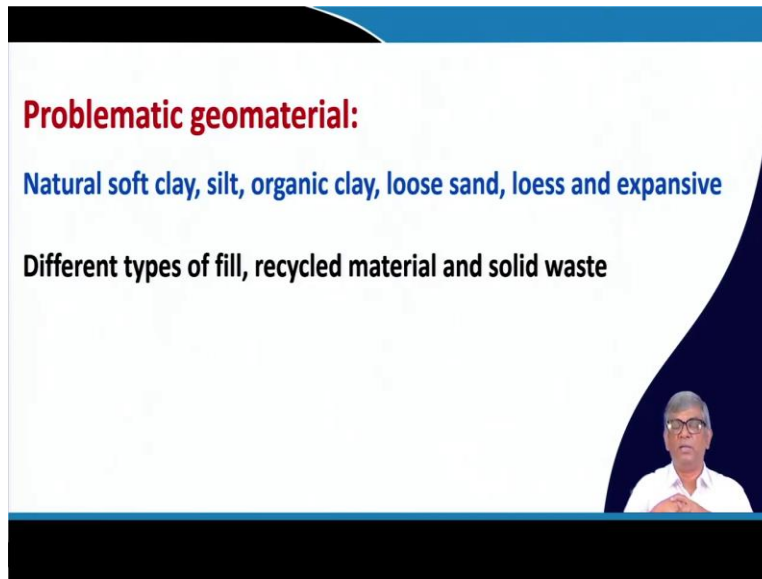 Problematic geomaterial:
Natural soft clay, silt, organic clay, loose sand, loess and expansive
Different types of fill, recycled material and solid waste